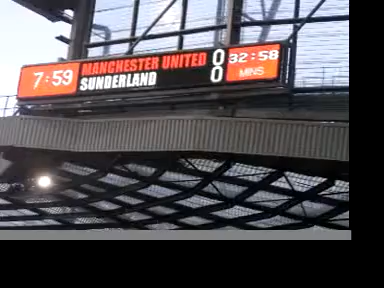 7:59
MANCHESTER UNITED 0
SUNDERLAND 0
32:58
MINS